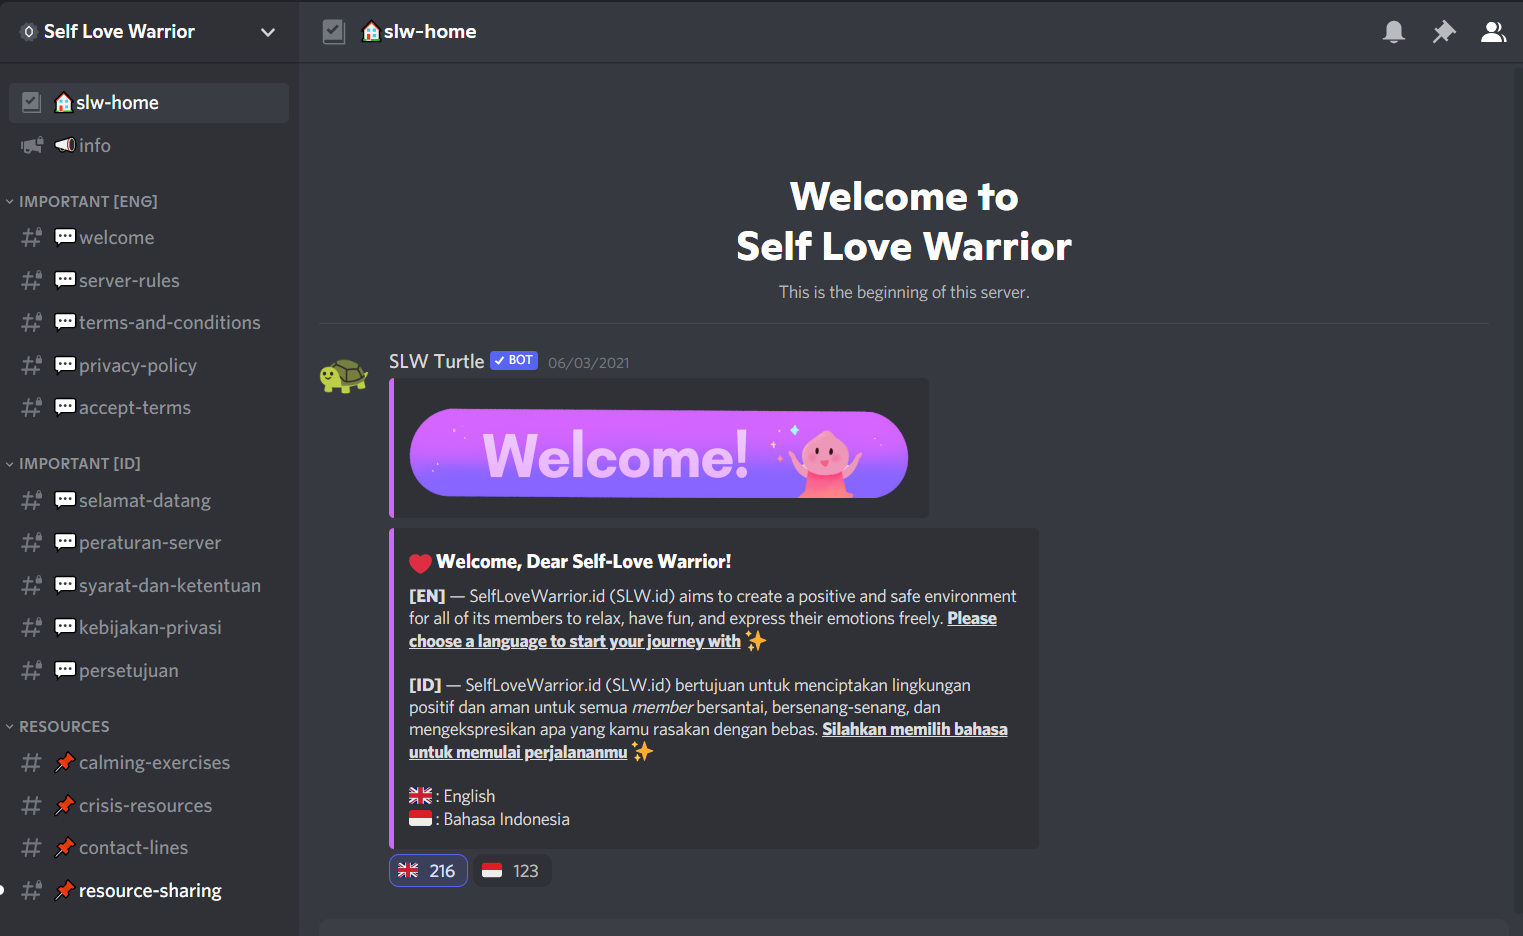 Self Love Warrior
slw-home
info
IMPORTANT [ENG]
welcome
server-rules
terms-and-conditions
privacy-policy
accept-terms
IMPORTANT [ID]
selamat-datang
peraturan-server
syarat-dan-ketentuan
kebijakan-privasi
persetujuan
RESOURCES
calming-exercises
crisis-resources
contact-lines
resource-sharing
slw-home
Welcome to
Self Love Warrior
This is the beginning of this server.
SLW Turtle BOT 06/03/2021
Welcome!
Welcome, Dear Self-Love Warrior!
[EN] — SelfLoveWarrior.id (SLW.id) aims to create a positive and safe environment
for all of its members to relax, have fun, and express their emotions freely. Please
choose a language to start your journey with
[ID] — SelfLoveWarrior.id (SLW.id) bertujuan untuk menciptakan lingkungan
positif dan aman untuk semua member bersantai, bersenang-senang, dan
mengekspresikan apa yang kamu rasakan dengan bebas. Silahkan memilih bahasa
untuk memulai perjalananmu
: English
: Bahasa Indonesia
216 123